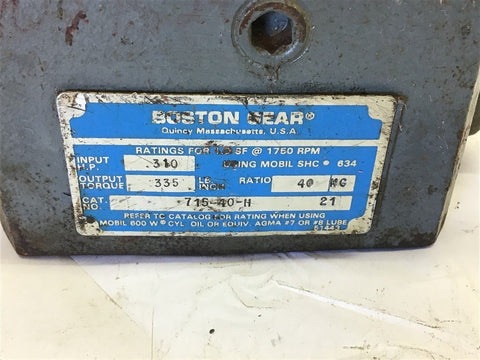 BOSTON GEAR®
Quincy Massachusetts, U.S.A.
RATINGS FOR SF @ 1750 RPM
INPUT H.P. 310 USING MOBIL SHC® 634
OUTPUT TORQUE 335 LB. INCH RATIO 40 HG
CAT. NO 715-40-H 21
REFER TO CATALOG FOR RATING WHEN USING
MOBIL 600 W® CYL OIL OR EQUIV. AGMA #7 OR #8 LUBE
51443